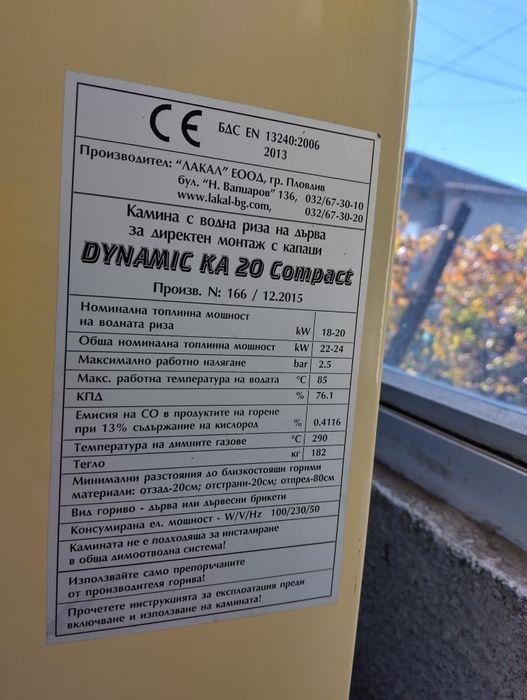 CE БДС EN 13240:2006
2013
Производител: "ЛАКАЛ" ЕООД, гр. Пловдив
бул. "Н. Вапцаров" 136, 032/67-30-10
www.lakal-bg.com, 032/67-30-20
Камина с водна риза на дърва
за директен монтаж с капаци
DYNAMIC KA 20 Compact
Произв. N: 166 / 12.2015
Номинална топлинна мощност
на водната риза kW 18-20
Обща номинална топлинна мощност kW 22-24
Максимално работно налягане bar 2.5
Макс. работна температура на водата °C 85
КПД % 76.1
Емисия на CO в продуктите на горене
при 13% съдържание на кислород % 0.4116
Температура на димните газове °C 290
Тегло кг 182
Минимални разстояния до близкостоящи горими
материали: отзад-20см; отстрани-20см; отпред-80см
Вид гориво - дърва или дървесни брикети
Консумирана ел. мощност - W/V/Hz 100/230/50
Камината не е подходяща за инсталиране
в обща димоотводна система!
Използвайте само препоръчаните
от производителя горива!
Прочетете инструкцията за експлоатация преди
включване и използване на камината!